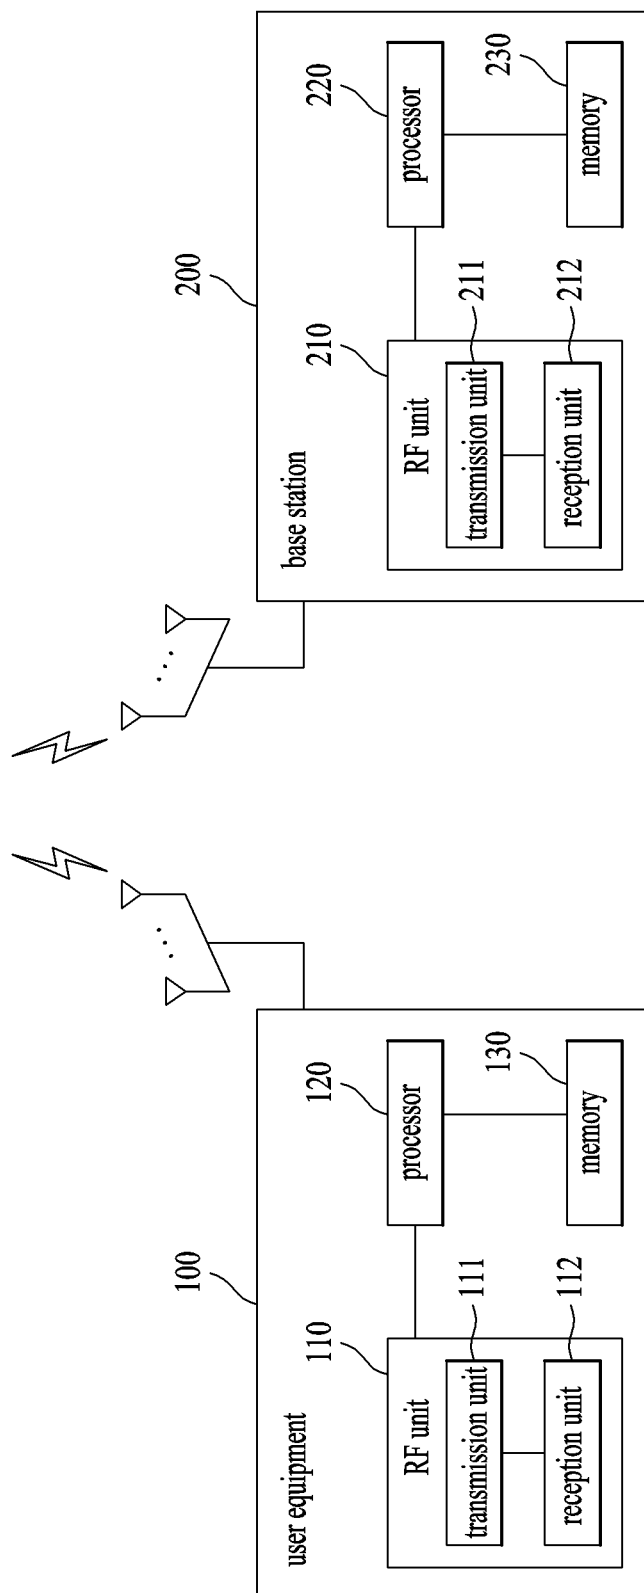 100
user equipment
110
RF unit
transmission unit
111
reception unit
112
120
processor
130
memory
200
base station
210
RF unit
transmission unit
211
reception unit
212
220
processor
230
memory